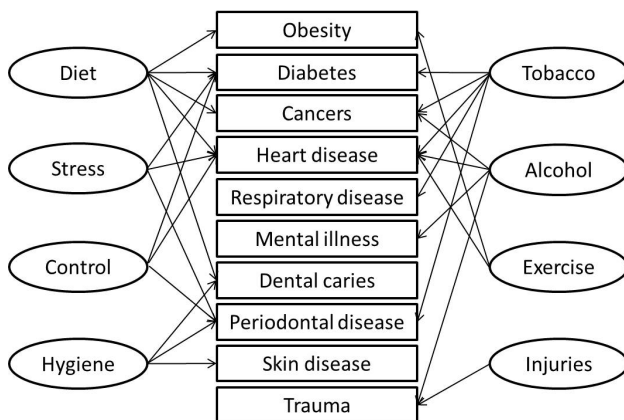 Obesity
Diet
Diabetes
Tobacco
Cancers
Stress
Heart disease
Alcohol
Respiratory disease
Mental illness
Control
Dental caries
Exercise
Periodontal disease
Hygiene
Skin disease
Injuries
Trauma